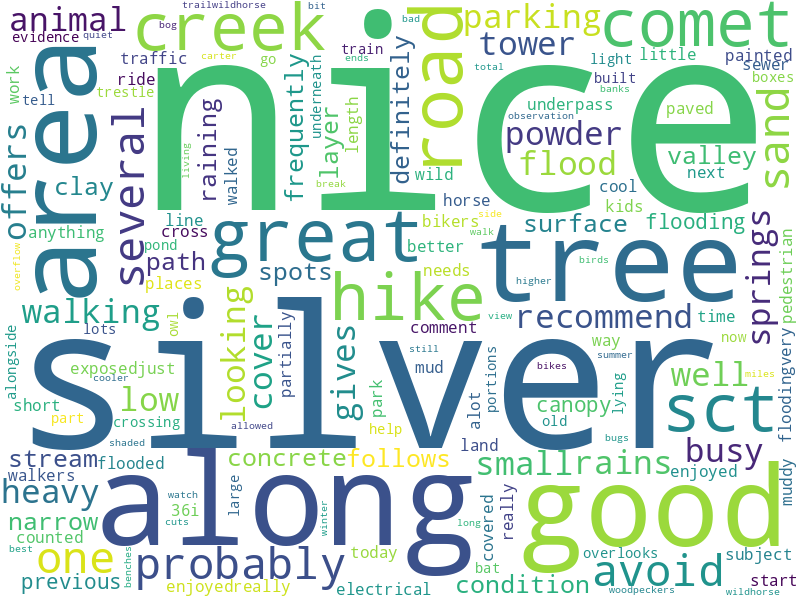 trailwildhorse bit
animal bog
evidence quiet
creek
nice
road
parking
comet
traffic carter go
train
tower
light little painted
sewer
area
work
ride
tell trestle
frequently
underneath
ends
definitely
bad
total
built
boxes
banks
offers
several
raining
layer
length
underpass
observation
paved
powder
flood
valley
sand
clay
walked
living
break
wild
cool
next
horse kids
anything
line
cross
great
bikers
side
walk
surface flooding
pond
path
better
tree
springs
pedestrian
overflow
places
spots
needs
higher
birds
view
walking
owl
looking
cover
partially
hike
recommend time
alongside
lots
comment
still
way now
summer
silver
exposedjust
cooler
gives
mud
portions
bikes
lying
well
miles
short
part
low
park
alot
canopy
old
sct
floodingvery
crossing
help
allowed
land
bugs
shaded
busy
stream
walkers
flooded
concrete follows
small rains enjoyed
muddy
heavy
along
good
narrow
watch
cuts
36i
large
winter
long
covered
really
counted
best
one
benches
probably
today
bat
overlooks subject
avoid
start
previous
enjoyedreally
electrical
condition
woodpeckers wildhorse